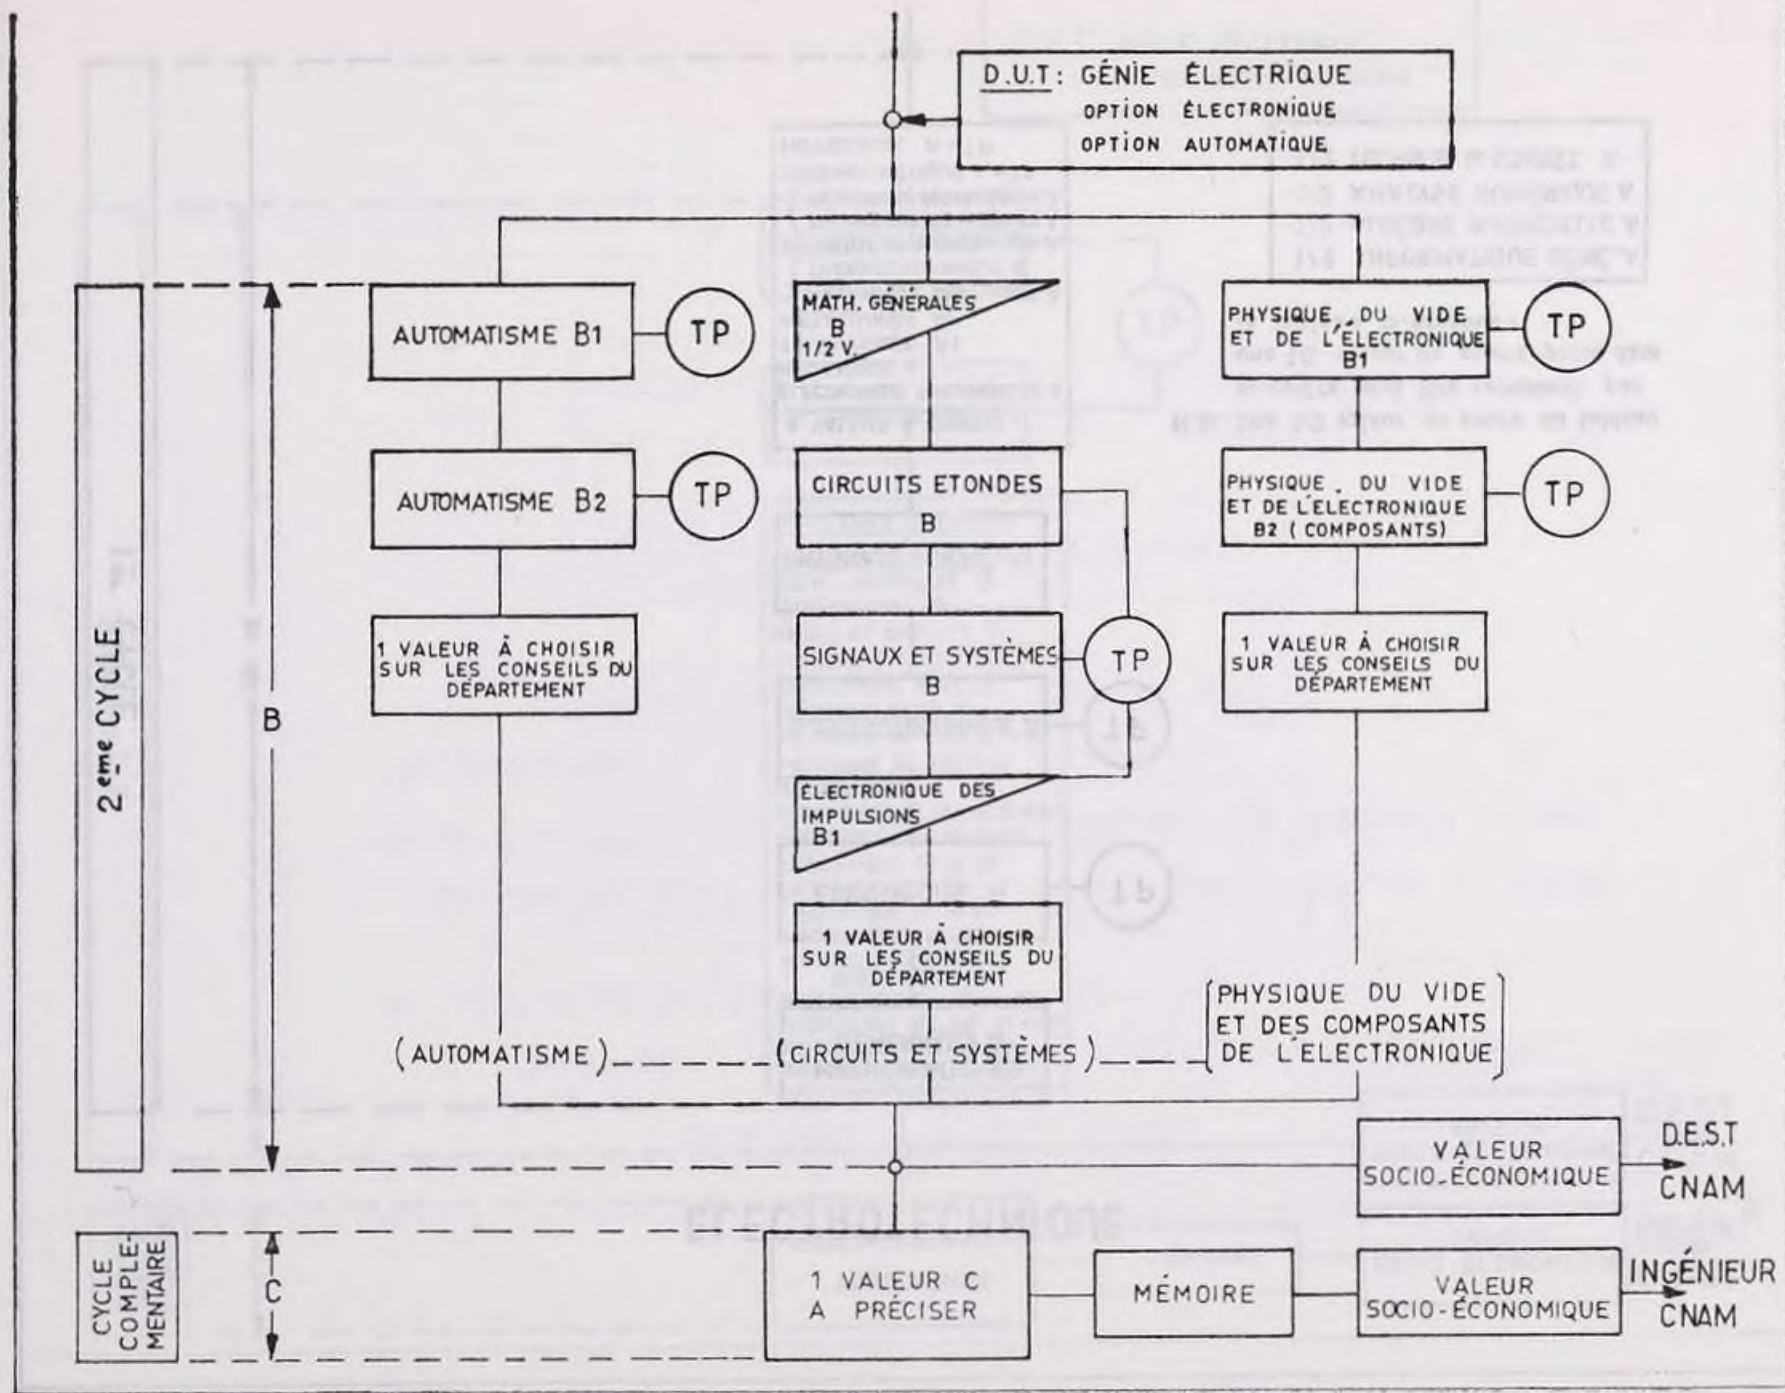 D.U.T : GÉNIE ÉLECTRIQUE
OPTION ÉLECTRONIQUE
OPTION AUTOMATIQUE
2eme CYCLE
B
AUTOMATISME B1
TP
MATH. GÉNÉRALES
B
1/2 V.
PHYSIQUE DU VIDE
ET DE L'ÉLECTRONIQUE
B1
TP
AUTOMATISME B2
TP
CIRCUITS ETONDES
B
PHYSIQUE DU VIDE
ET DE L'ELECTRONIQUE
B2 ( COMPOSANTS)
TP
1 VALEUR À CHOISIR
SUR LES CONSEILS DU
DÉPARTEMENT
SIGNAUX ET SYSTÈMES
B
TP
1 VALEUR À CHOISIR
SUR LES CONSEILS DU
DÉPARTEMENT
ÉLECTRONIQUE DES
IMPULSIONS
B1
1 VALEUR À CHOISIR
SUR LES CONSEILS DU
DÉPARTEMENT
(AUTOMATISME)
(CIRCUITS ET SYSTÈMES)
PHYSIQUE DU VIDE
ET DES COMPOSANTS
DE L'ELECTRONIQUE
VALEUR
SOCIO-ÉCONOMIQUE
D.E.S.T
CNAM
CYCLE
COMPLE-
MENTAIRE
C
1 VALEUR C
A PRÉCISER
MÉMOIRE
VALEUR
SOCIO-ÉCONOMIQUE
INGÉNIEUR
CNAM